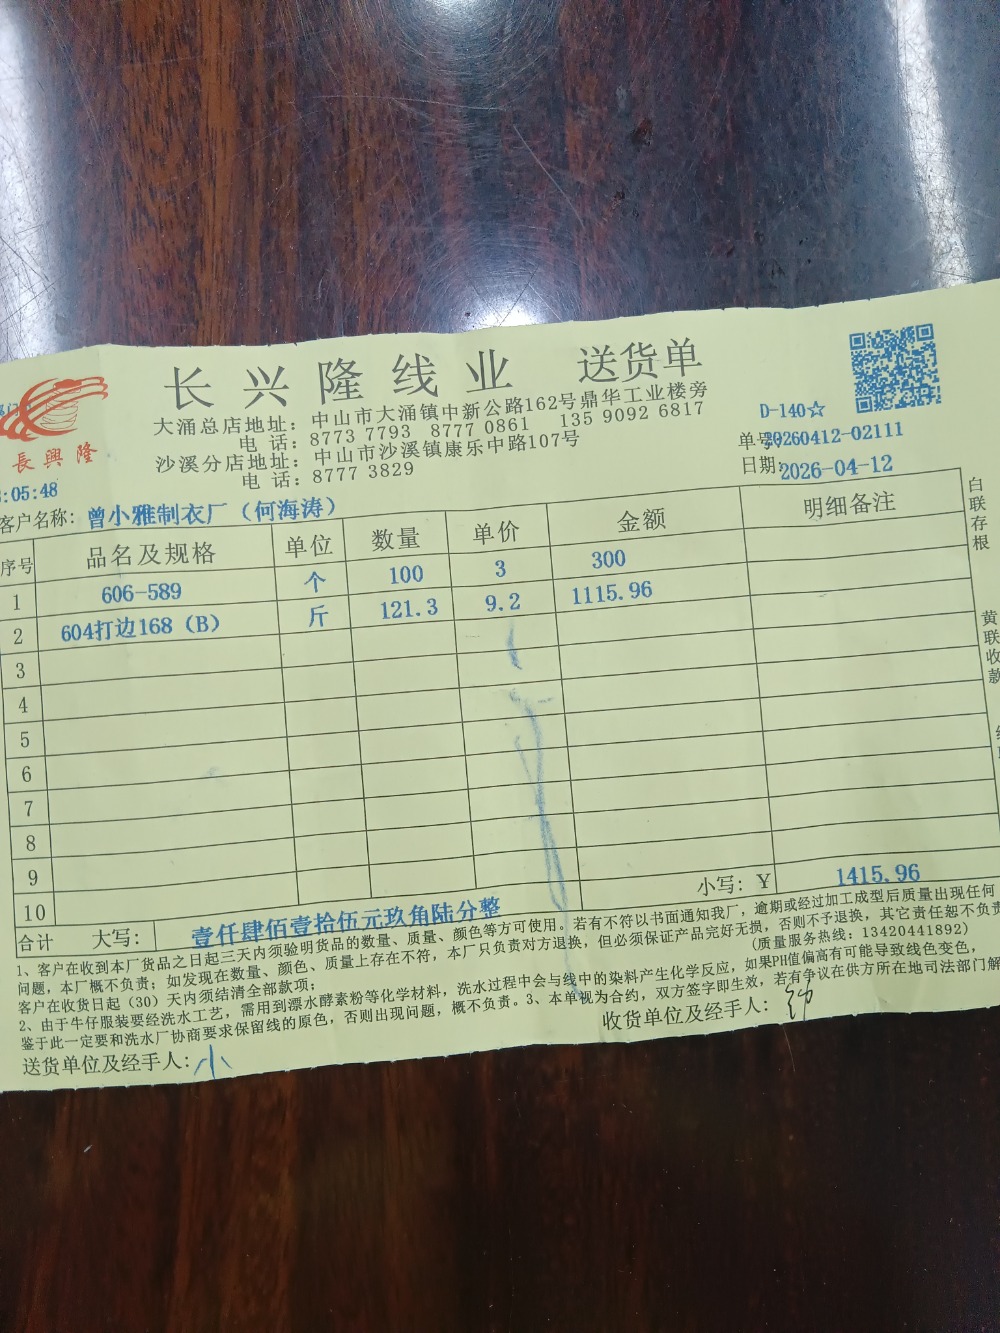 长兴隆线业 送货单
長興隆
大涌总店地址：中山市大涌镇中新公路162号鼎华工业楼旁
电 话：8773 7793 8777 0861 135 9092 6817
沙溪分店地址：中山市沙溪镇康乐中路107号
电 话：8777 3829
D-140☆
单号:20260412-02111
日期:2026-04-12
:05:48
客户名称：曾小雅制衣厂（何海涛）
序号 品名及规格 单位 数量 单价 金额 明细备注
1 606-589 个 100 3 300
2 604打边168（B） 斤 121.3 9.2 1115.96
3
4
5
6
7
8
9
10
合计 大写：壹仟肆佰壹拾伍元玖角陆分整 小写：Y 1415.96
白联存根
黄联收款
1、客户在收到本厂货品之日起三天内须验明货品的数量、质量、颜色等方可使用。若有不符以书面通知我厂，逾期或经过加工成型后质量出现任何
问题，本厂概不负责；如发现在数量、颜色、质量上存在不符，本厂只负责对方退换，但必须保证产品完好无损，否则不予退换，其它责任恕不负责
客户在收货日起（30）天内须结清全部款项；
(质量服务热线：13420441892)
2、由于牛仔服装要经洗水工艺，需用到漂水酵素粉等化学材料，洗水过程中会与线中的染料产生化学反应，如果PH值偏高有可能导致线色变色，
鉴于此一定要和洗水厂协商要求保留线的原色，否则出现问题，概不负责。3、本单视为合约，双方签字即生效，若有争议在供方所在地司法部门解
送货单位及经手人：小
收货单位及经手人：